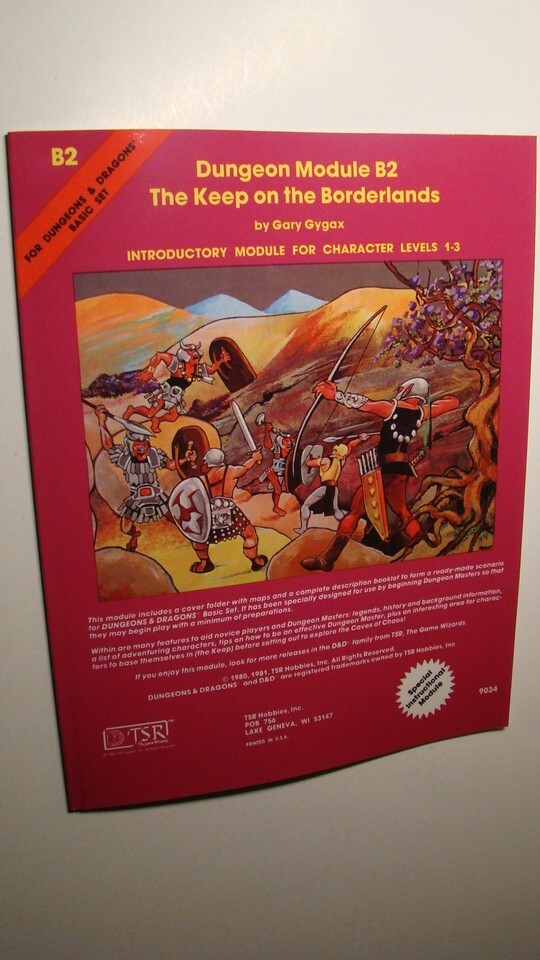 B2
FOR DUNGEONS & DRAGONS®
BASIC SET
Dungeon Module B2
The Keep on the Borderlands
by Gary Gygax
INTRODUCTORY MODULE FOR CHARACTER LEVELS 1-3
This module includes a cover folder with maps and a complete description booklet to form a ready-made scenario
for DUNGEONS & DRAGONS® Basic Set. It has been specially designed for use by beginning Dungeon Masters so that
they may begin play with a minimum of preparations.
Within are many features to aid novice players and Dungeon Masters: legends, history and background information,
a list of adventuring characters, tips on how to be an effective Dungeon Master, plus an interesting area for charac-
ters to base themselves in (the Keep) before setting out to explore the Caves of Chaos!
If you enjoy this module, look for more releases in the D&D® family from TSR, The Game Wizards.
© 1980, 1981, TSR Hobbies, Inc. All Rights Reserved.
DUNGEONS & DRAGONS® and D&D® are registered trademarks owned by TSR Hobbies, Inc.
Special
Instructional
Module
9034
TSR Hobbies, Inc.
POB 756
LAKE GENEVA, WI 53147
PRINTED IN U.S.A.
TSR™